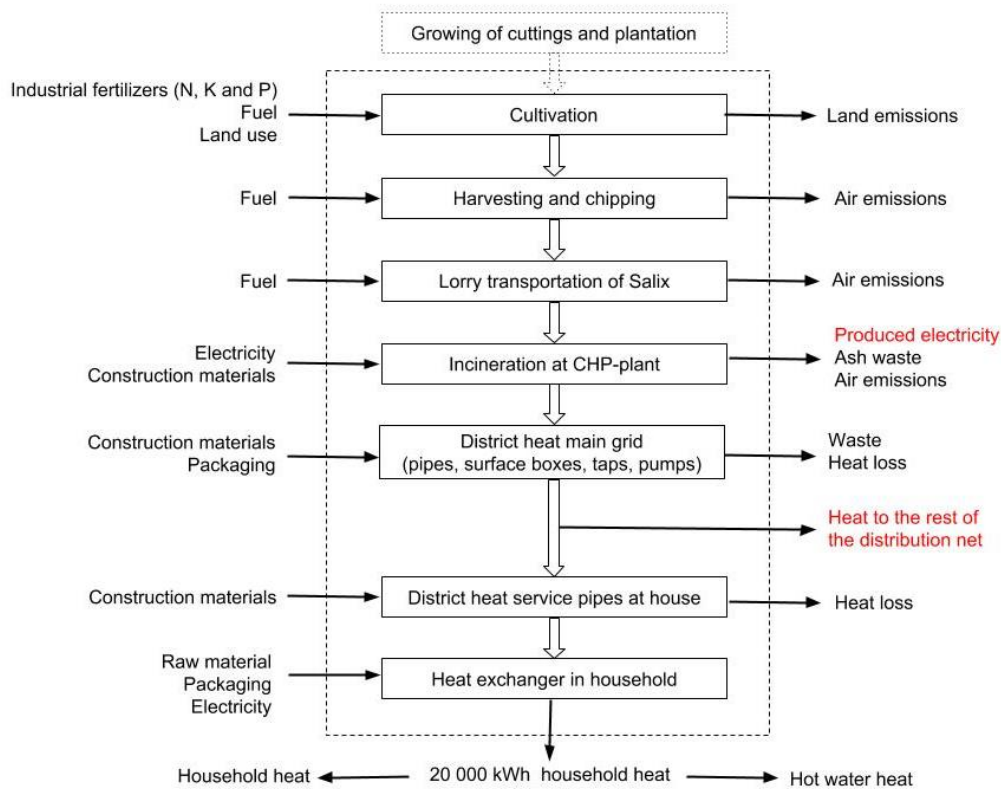 Growing of cuttings and plantation
Industrial fertilizers (N, K and P)
Fuel
Land use
Cultivation
Land emissions
Fuel
Harvesting and chipping
Air emissions
Fuel
Lorry transportation of Salix
Air emissions
Electricity
Construction materials
Incineration at CHP-plant
Produced electricity
Ash waste
Air emissions
Construction materials
Packaging
District heat main grid
(pipes, surface boxes, taps, pumps)
Waste
Heat loss
Heat to the rest of
the distribution net
Construction materials
District heat service pipes at house
Heat loss
Raw material
Packaging
Electricity
Heat exchanger in household
Household heat
20 000 kWh household heat
Hot water heat